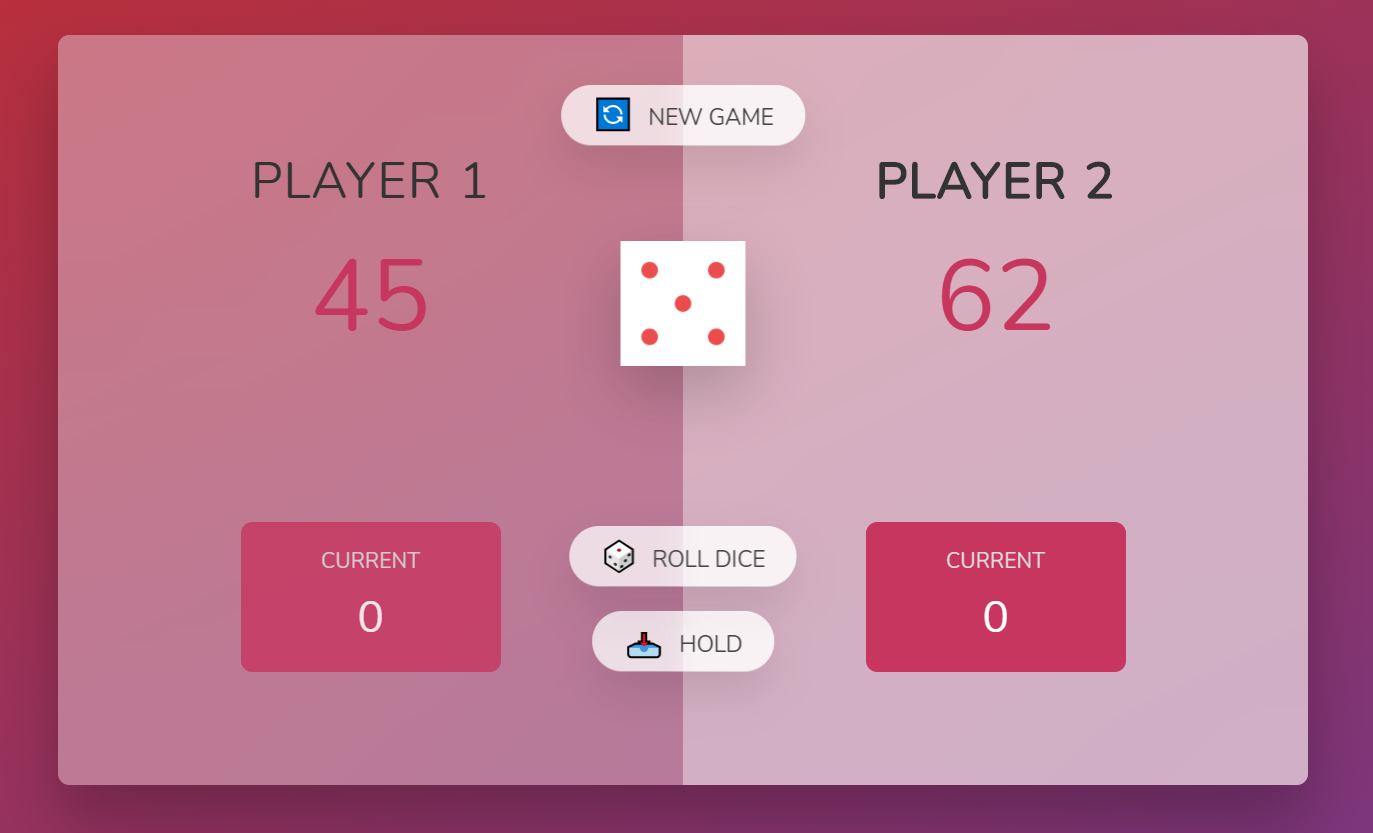 NEW GAME
PLAYER 1
45
PLAYER 2
62
CURRENT
0
ROLL DICE
HOLD
CURRENT
0